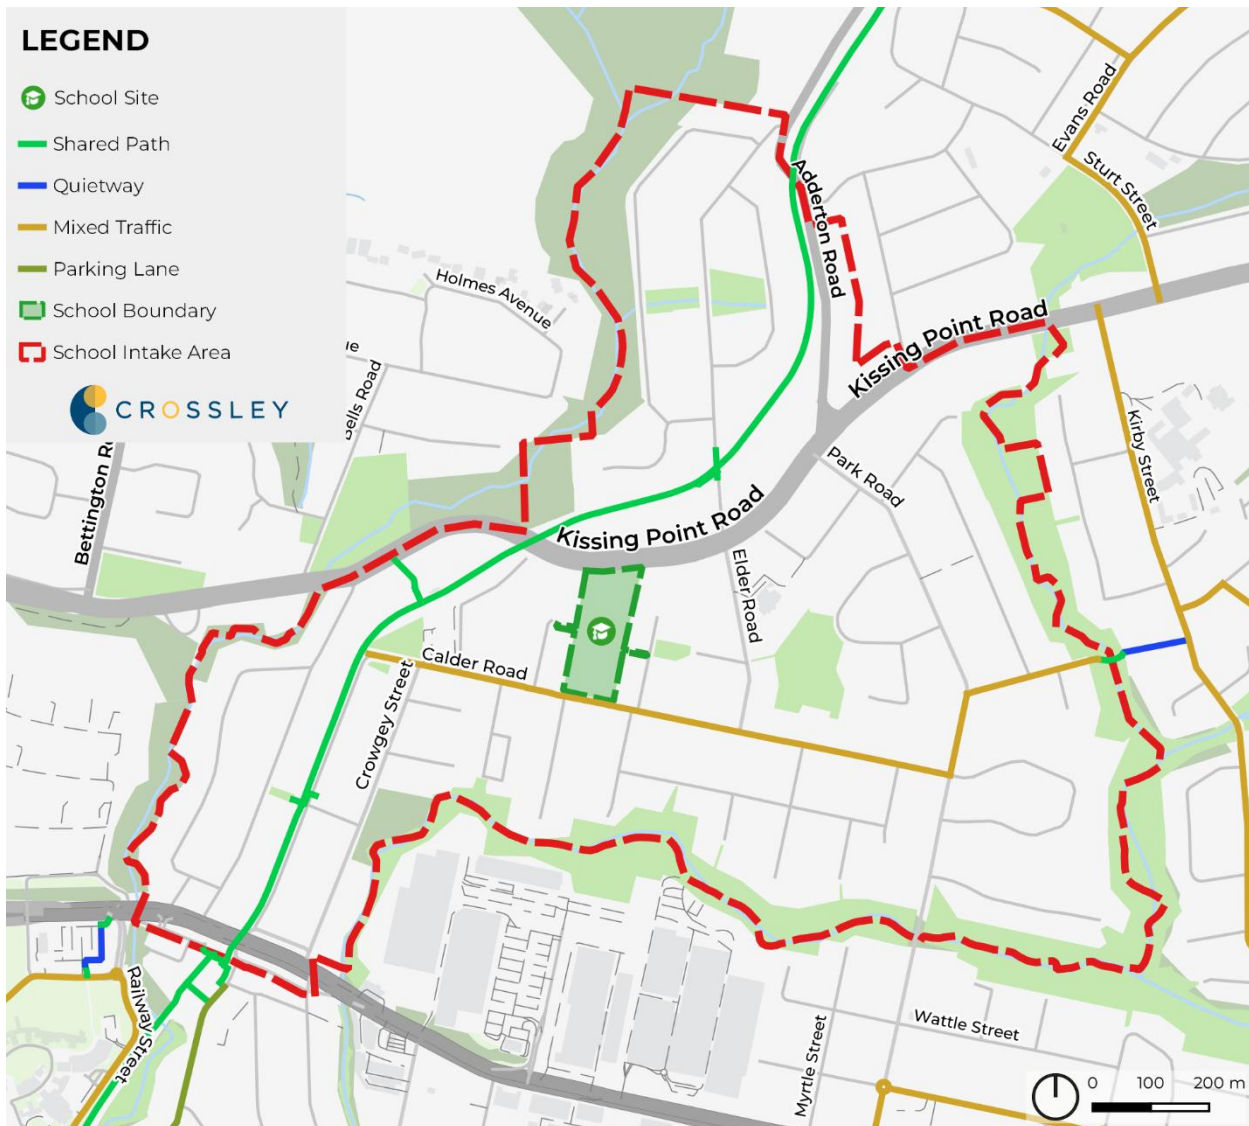 LEGEND
School Site
Shared Path
Quietway
Mixed Traffic
Parking Lane
School Boundary
School Intake Area
CROSSLEY
Evans Road
Sturt Street
Adderton Road
Holmes Avenue
Kissing Point Road
Bells Road
Kirby Street
Park Road
Kissing Point Road
Elder Road
Calder Road
Crowgey Street
Railway Street
Wattle Street
Myrtle Street
0 100 200 m